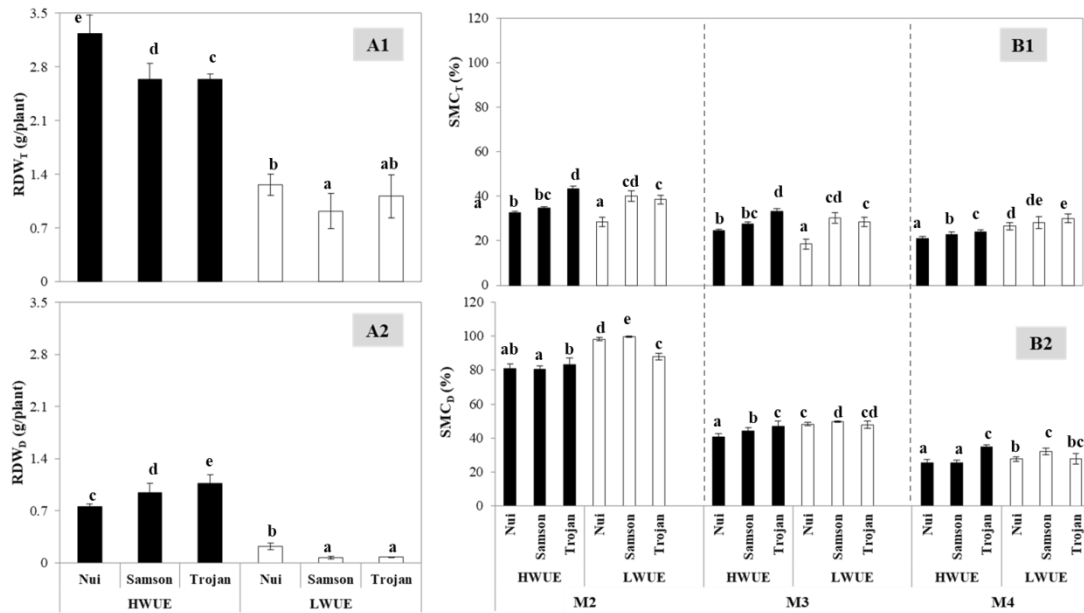 3.5
2.8
2.1
1.4
0.7
0
RDW_T (g/plant)
A1
e
d
c
b
a
ab
3.5
2.8
2.1
1.4
0.7
0
RDW_D (g/plant)
A2
c
d
e
b
a
a
Nui Samson Trojan Nui Samson Trojan
HWUE LWUE
120
100
80
60
40
20
0
SMC_T (%)
B1
a
b bc d a cd c
b bc d a cd c
a b c d de e
120
100
80
60
40
20
0
SMC_D (%)
B2
ab a b d e c
a b c c d cd
a a c b c bc
Nui Samson Trojan Nui Samson Trojan Nui Samson Trojan Nui Samson Trojan Nui Samson Trojan Nui Samson Trojan
HWUE LWUE HWUE LWUE HWUE LWUE
M2 M3 M4